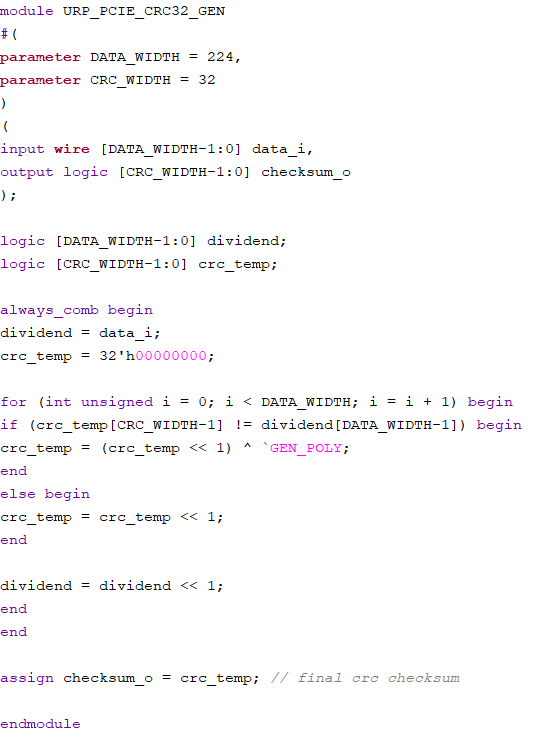 module URP_PCIE_CRC32_GEN
#(
parameter DATA_WIDTH = 224,
parameter CRC_WIDTH = 32
)
(
input wire [DATA_WIDTH-1:0] data_i,
output logic [CRC_WIDTH-1:0] checksum_o
);
logic [DATA_WIDTH-1:0] dividend;
logic [CRC_WIDTH-1:0] crc_temp;
always_comb begin
dividend = data_i;
crc_temp = 32'h00000000;
for (int unsigned i = 0; i < DATA_WIDTH; i = i + 1) begin
if (crc_temp[CRC_WIDTH-1] != dividend[DATA_WIDTH-1]) begin
crc_temp = (crc_temp << 1) ^ `GEN_POLY;
end
else begin
crc_temp = crc_temp << 1;
end
dividend = dividend << 1;
end
end
assign checksum_o = crc_temp; // final crc checksum
endmodule